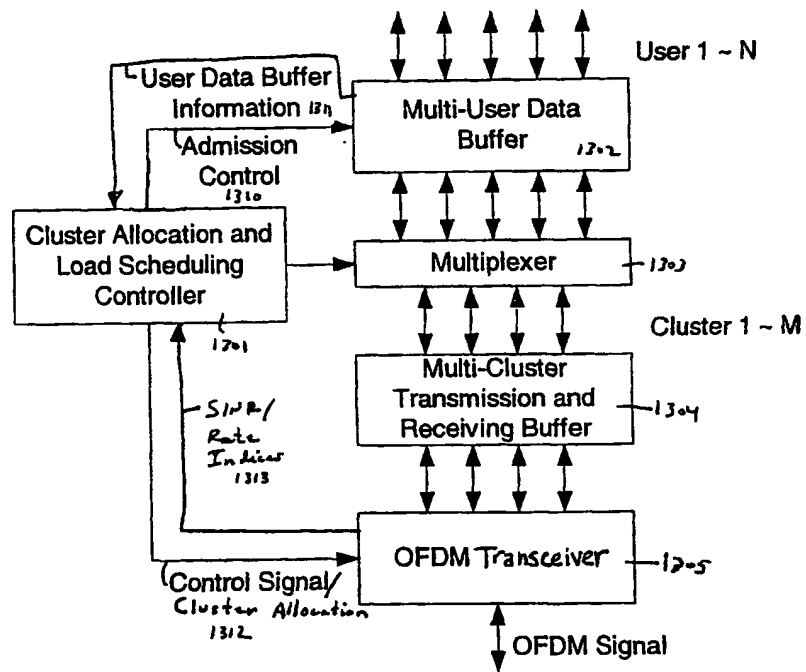 User 1 ~ N
User Data Buffer
Information 1311
Multi-User Data
Buffer
1302
Admission
Control
1310
Cluster Allocation and
Load Scheduling
Controller
1301
Multiplexer
1303
Cluster 1 ~ M
Multi-Cluster
Transmission and
Receiving Buffer
1304
SINR/
Rate
Indices
1313
OFDM Transceiver
1305
Control Signal/
Cluster Allocation
1312
OFDM Signal